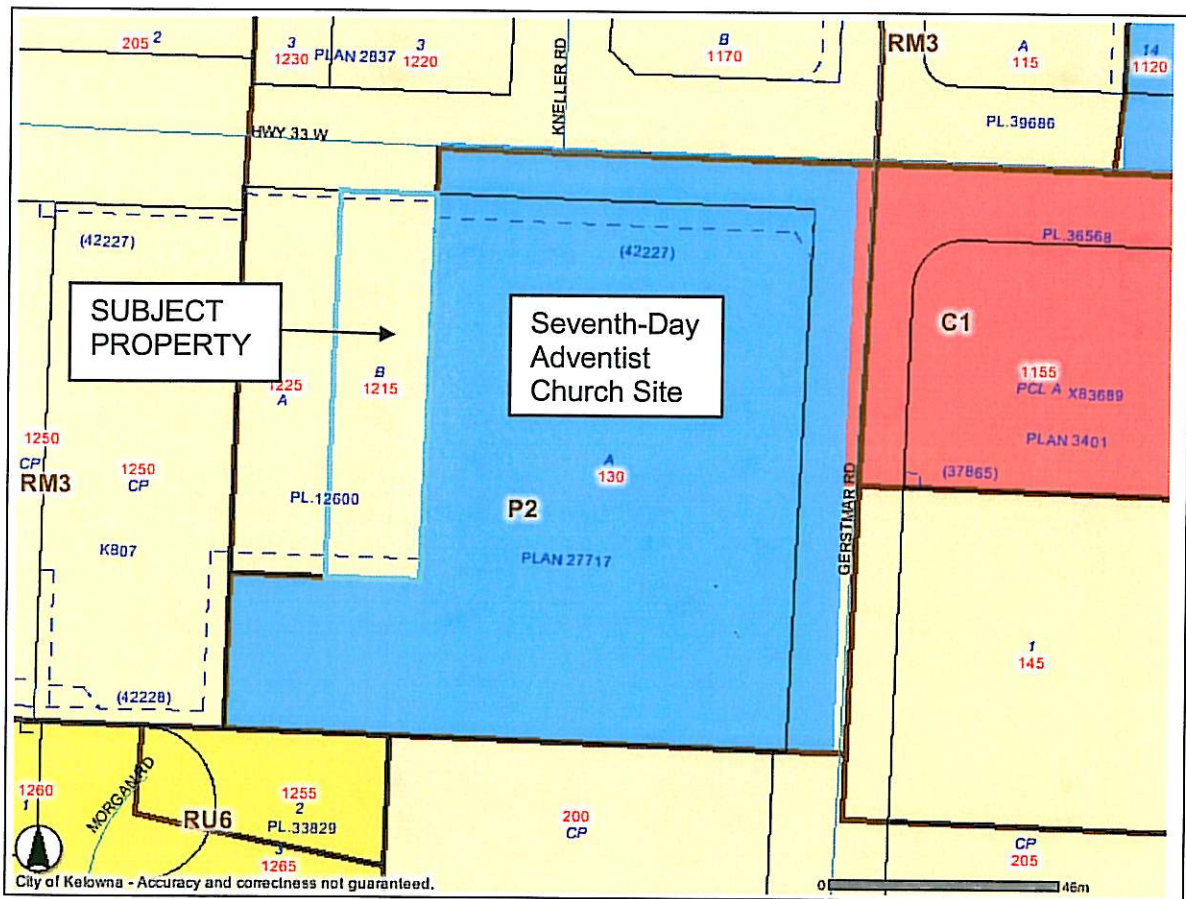 205 2
3
1230
PLAN 2837
3
1220
KNELLER RD
B
1170
RM3
A
115
14
1120
HWY 33 W
PL.39686
(42227)
(42227)
PL.36568
SUBJECT
PROPERTY
Seventh-Day
Adventist
Church Site
C1
1225
A
B
1215
1155
PCL A X83689
PLAN 3401
1250
CP
RM3
1250
CP
A
130
(37865)
PL.12600
P2
K807
PLAN 27717
GERSTMAR RD
1
145
(42228)
1260
1
MORGAN RD
RU6
1255
2
PL.33829
3
1265
200
CP
CP
205
City of Kelowna - Accuracy and correctness not guaranteed.
0 46m